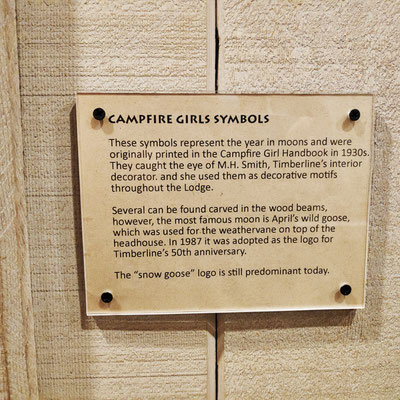 CAMPFIRE GIRLS SYMBOLS
These symbols represent the year in moons and were
originally printed in the Campfire Girl Handbook in 1930s.
They caught the eye of M.H. Smith, Timberline's interior
decorator. and she used them as decorative motifs
throughout the Lodge.
Several can be found carved in the wood beams,
however, the most famous moon is April's wild goose,
which was used for the weathervane on top of the
headhouse. In 1987 it was adopted as the logo for
Timberline's 50th anniversary.
The "snow goose" logo is still predominant today.